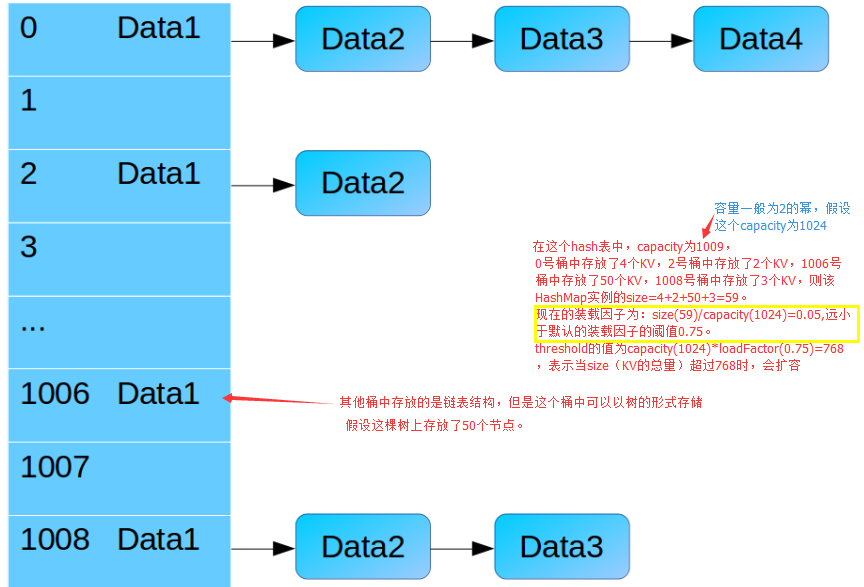 0 Data1 Data2 Data3 Data4
1
2 Data1 Data2
3
容量一般为2的幂，假设
这个capacity为1024
在这个hash表中，capacity为1009，
0号桶中存放了4个KV，2号桶中存放了2个KV，1006号
桶中存放了50个KV，1008号桶中存放了3个KV，则该
HashMap实例的size=4+2+50+3=59。
现在的装载因子为：size(59)/capacity(1024)=0.05,远小
于默认的装载因子的阈值0.75。
threshold的值为capacity(1024)*loadFactor(0.75)=768
，表示当size（KV的总量）超过768时，会扩容
...
1006 Data1
其他桶中存放的是链表结构，但是这个桶中可以以树的形式存储
假设这棵树上存放了50个节点。
1007
1008 Data1 Data2 Data3